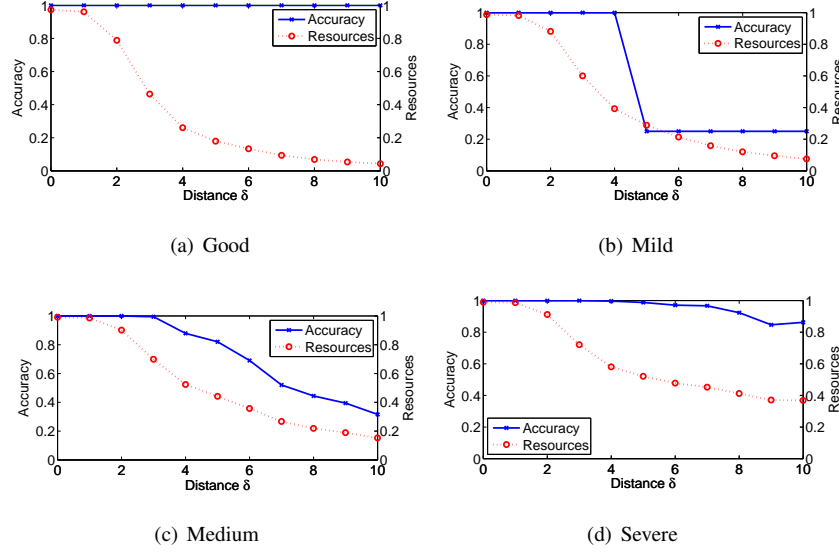 1
0.8
0.6
0.4
0.2
0
Accuracy
0 2 4 6 8 10
Distance δ
1
0.8
0.6
0.4
0.2
0
Resources
Accuracy
Resources
(a) Good
1
0.8
0.6
0.4
0.2
0
Accuracy
0 2 4 6 8 10
Distance δ
1
0.8
0.6
0.4
0.2
0
Resources
Accuracy
Resources
(b) Mild
1
0.8
0.6
0.4
0.2
0
Accuracy
0 2 4 6 8 10
Distance δ
1
0.8
0.6
0.4
0.2
0
Resources
Accuracy
Resources
(c) Medium
1
0.8
0.6
0.4
0.2
0
Accuracy
0 2 4 6 8 10
Distance δ
1
0.8
0.6
0.4
0.2
0
Resources
Accuracy
Resources
(d) Severe